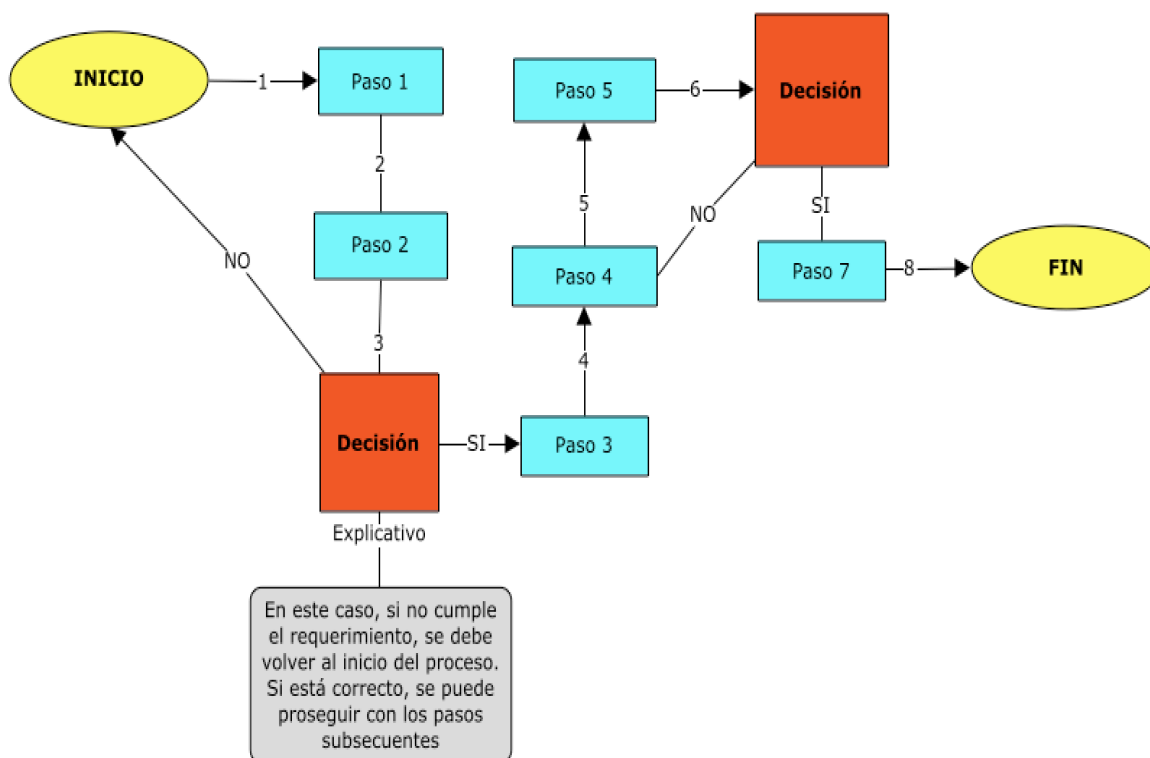 INICIO
1
Paso 1
2
Paso 2
3
NO
Decisión
SI
Paso 3
4
Paso 4
5
Paso 5
6
Decisión
NO
SI
Paso 7
8
FIN
Explicativo
En este caso, si no cumple
el requerimiento, se debe
volver al inicio del proceso.
Si está correcto, se puede
proseguir con los pasos
subsecuentes